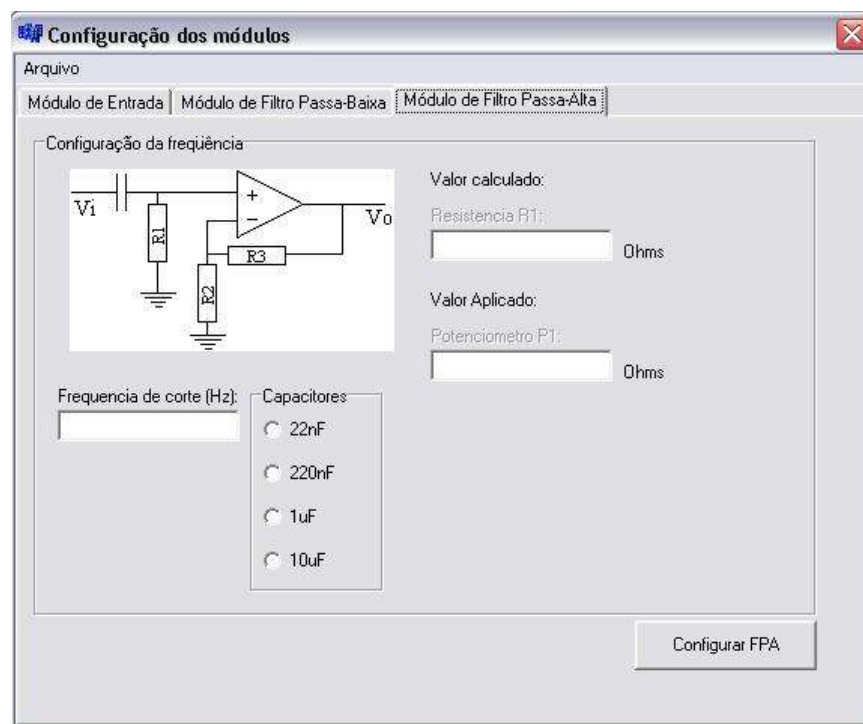 Configuração dos módulos
Arquivo
Módulo de Entrada
Módulo de Filtro Passa-Baixa
Módulo de Filtro Passa-Alta
Configuração da freqüência
Vi
R1
+
−
R3
R2
Vo
Valor calculado:
Resistencia R1:
Ohms
Valor Aplicado:
Potenciometro P1:
Ohms
Frequencia de corte (Hz):
Capacitores
22nF
220nF
1uF
10uF
Configurar FPA